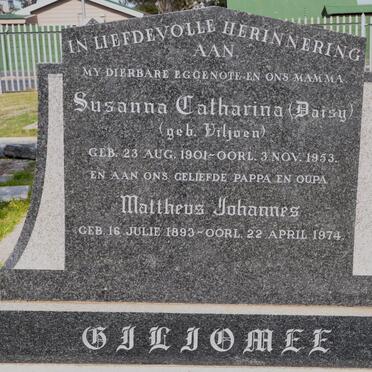 IN LIEFDEVOLLE HERINNERING
AAN
MY DIERBARE EGGENOTE EN ONS MAMMA
Susanna Catharina (Daisy)
(geb. Viljoen)
GEB. 23 AUG. 1901 – OORL. 3 NOV. 1953.
EN AAN ONS GELIEFDE PAPPA EN OUPA
Mattheus Johannes
GEB. 16 JULIE 1893 – OORL. 22 APRIL 1974.
GILIOMEE